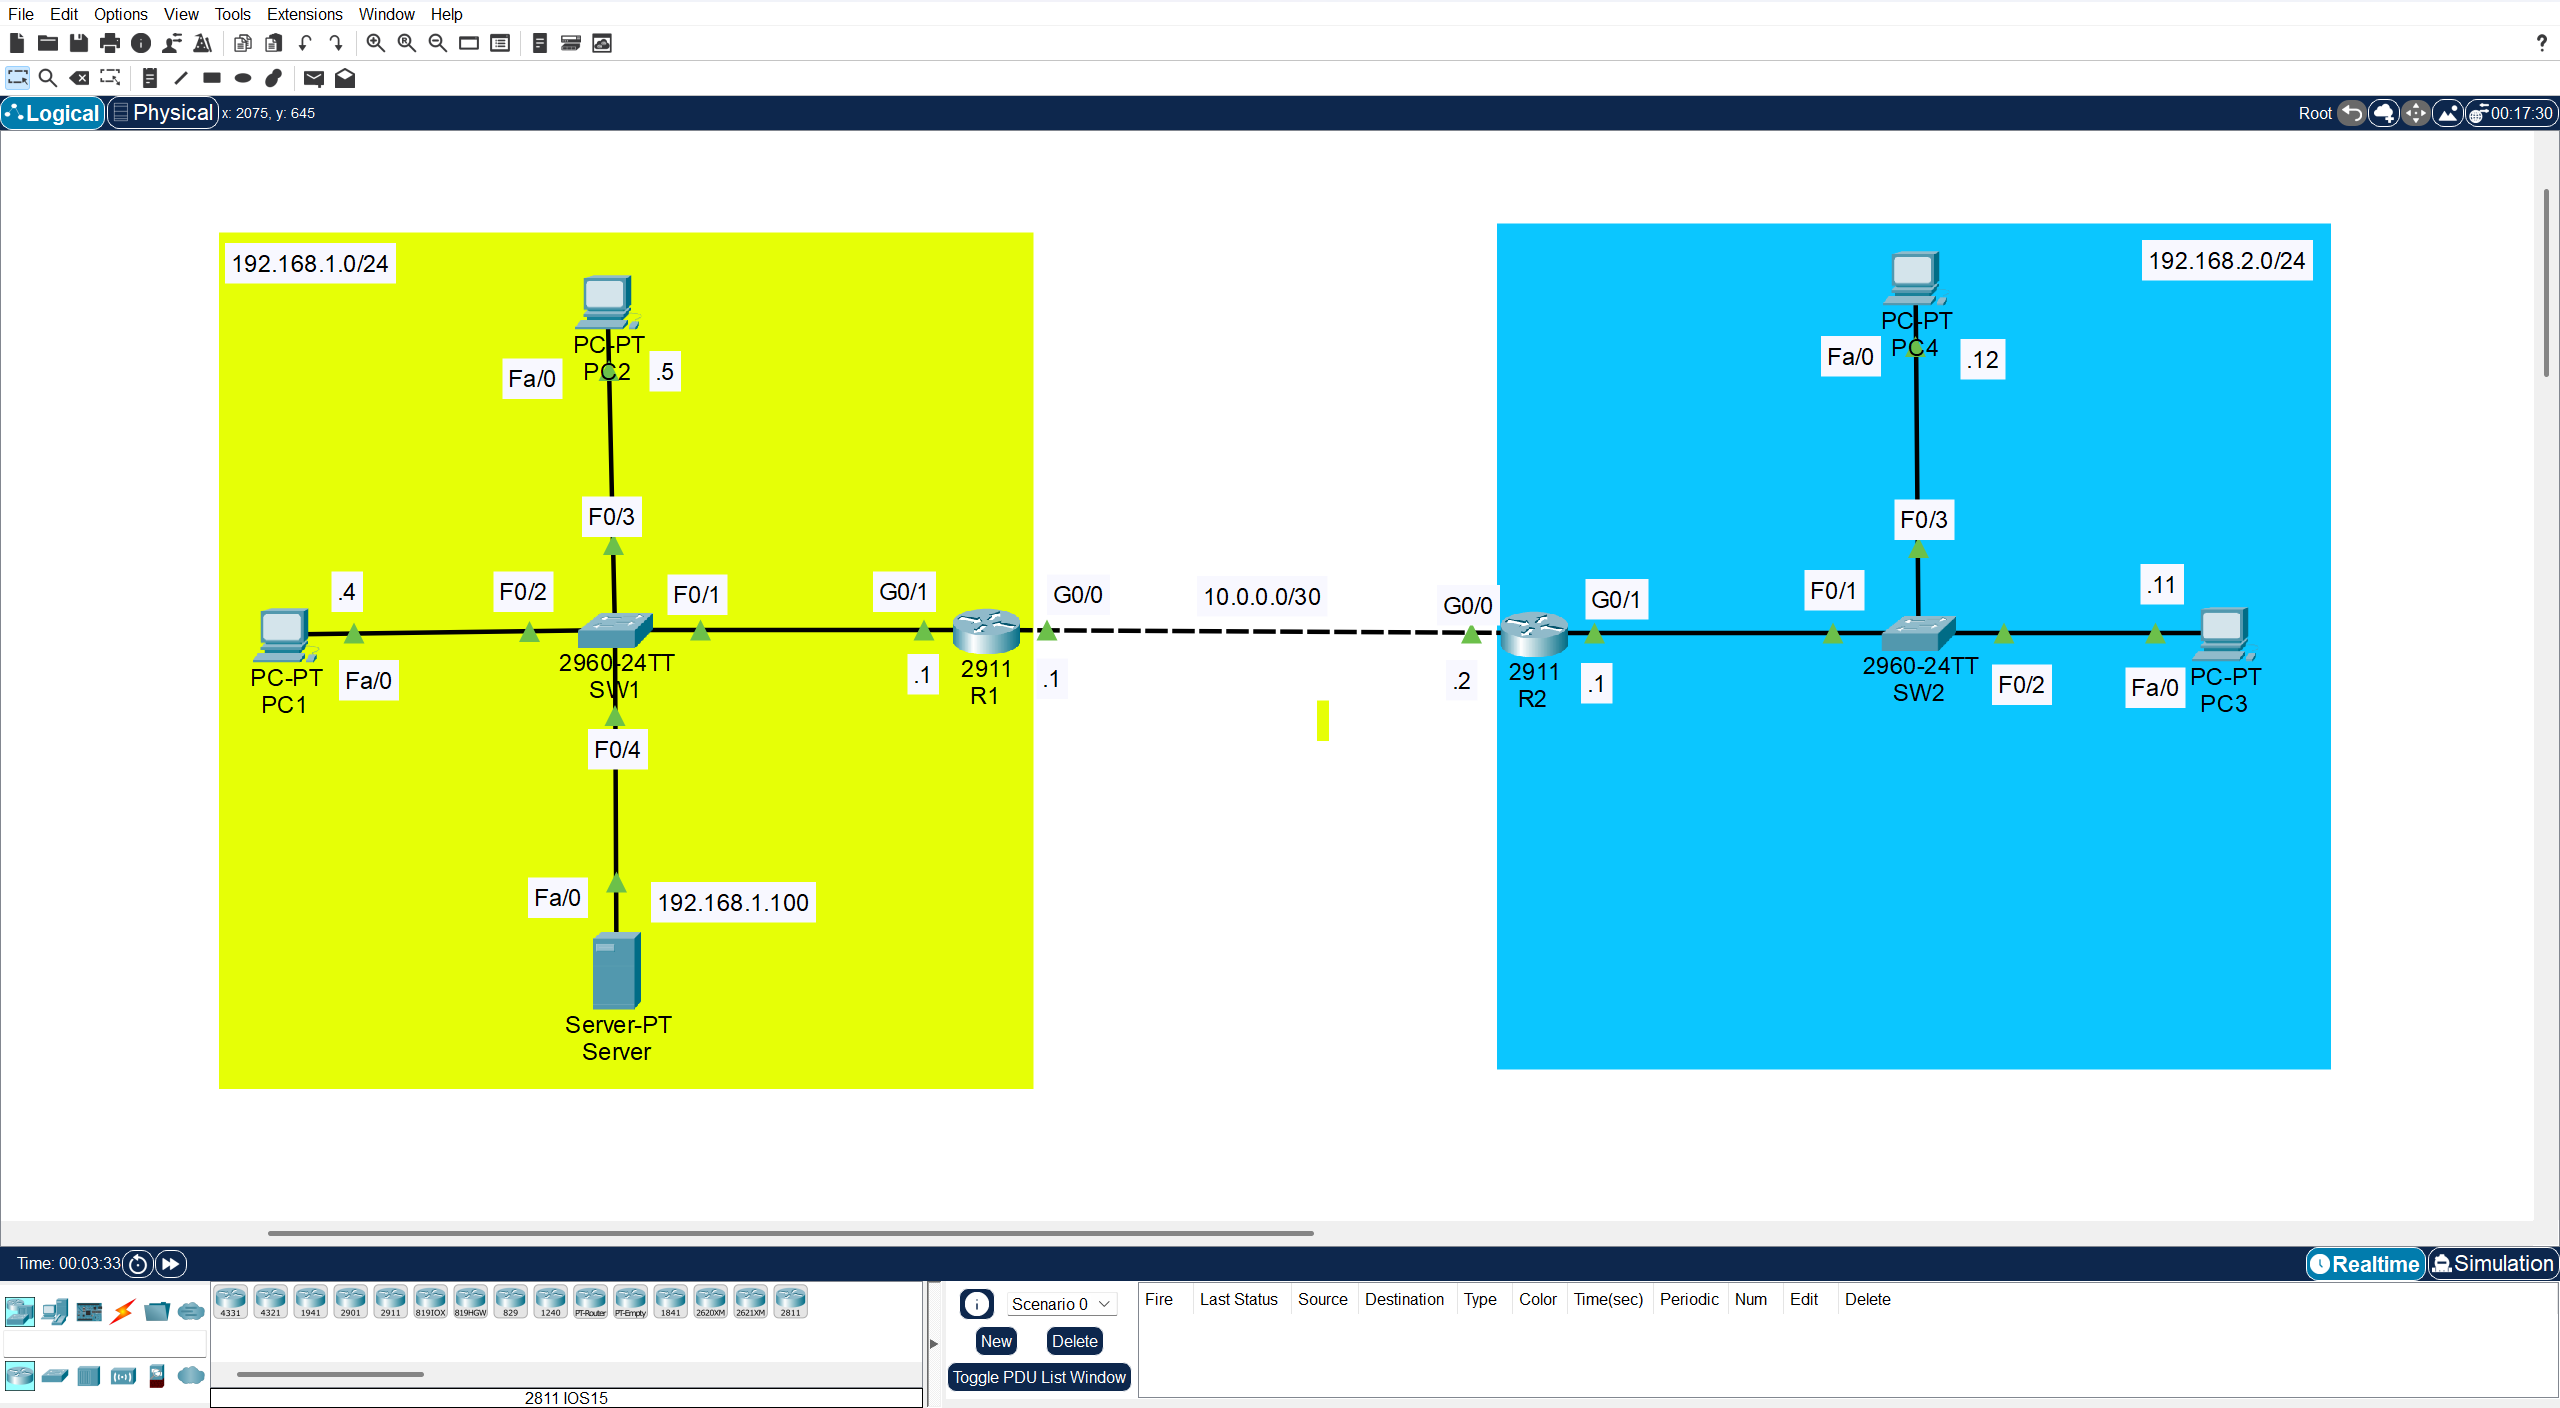 File Edit Options View Tools Extensions Window Help
?
Logical Physical x: 2075, y: 645
Root 00:17:30
192.168.1.0/24
192.168.2.0/24
PC-PT
PC2
Fa/0
.5
PC-PT
PC4
Fa/0
.12
F0/3
F0/3
.4
F0/2
F0/1
G0/1
G0/0
10.0.0.0/30
G0/0
G0/1
F0/1
.11
PC-PT
PC1
Fa/0
2960-24TT
SW1
.1
2911
R1
.1
.2
2911
R2
.1
2960-24TT
SW2
F0/2
Fa/0
PC-PT
PC3
F0/4
Fa/0
192.168.1.100
Server-PT
Server
Time: 00:03:33
Realtime Simulation
4331 4321 1941 2901 2911 819IOX 819HGW 829 1240 PT-Router PT-Empty 1841 2620XM 2621XM 2811
2811 IOS15
Scenario 0
New Delete
Toggle PDU List Window
Fire Last Status Source Destination Type Color Time(sec) Periodic Num Edit Delete